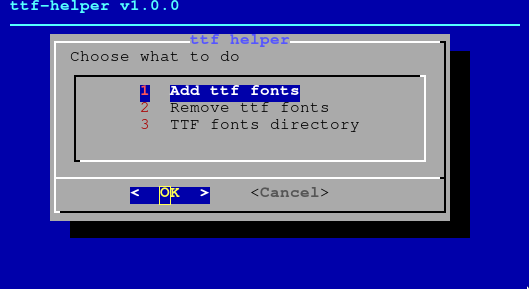 ttf-helper v1.0.0
ttf helper
Choose what to do
1 Add ttf fonts
2 Remove ttf fonts
3 TTF fonts directory
< OK > <Cancel>